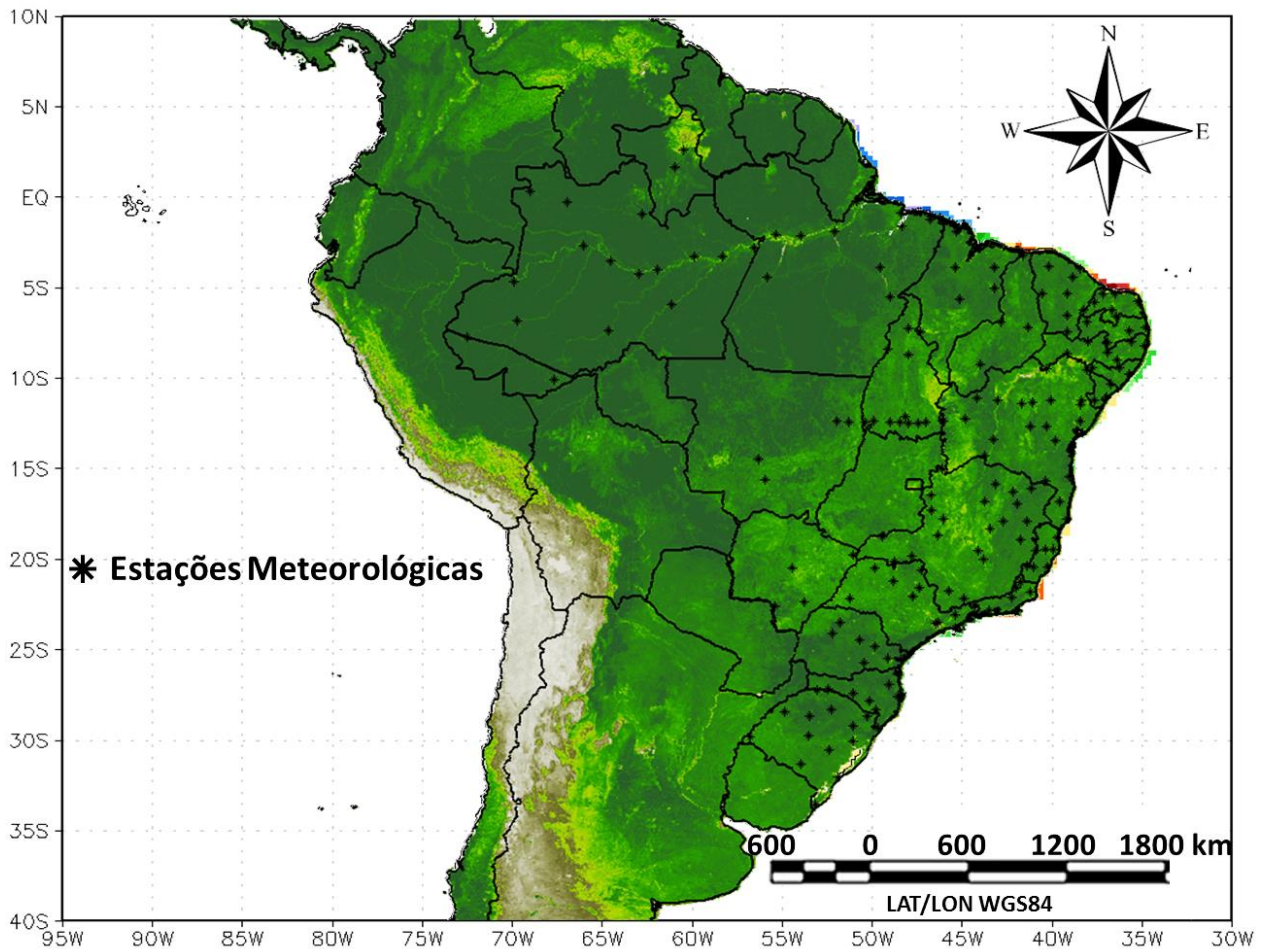 10N
N
5N
W
E
EQ
S
5S
10S
15S
20S
Estações Meteorológicas
25S
30S
35S
600 0 600 1200 1800 km
LAT/LON WGS84
40S
95W 90W 85W 80W 75W 70W 65W 60W 55W 50W 45W 40W 35W 30W